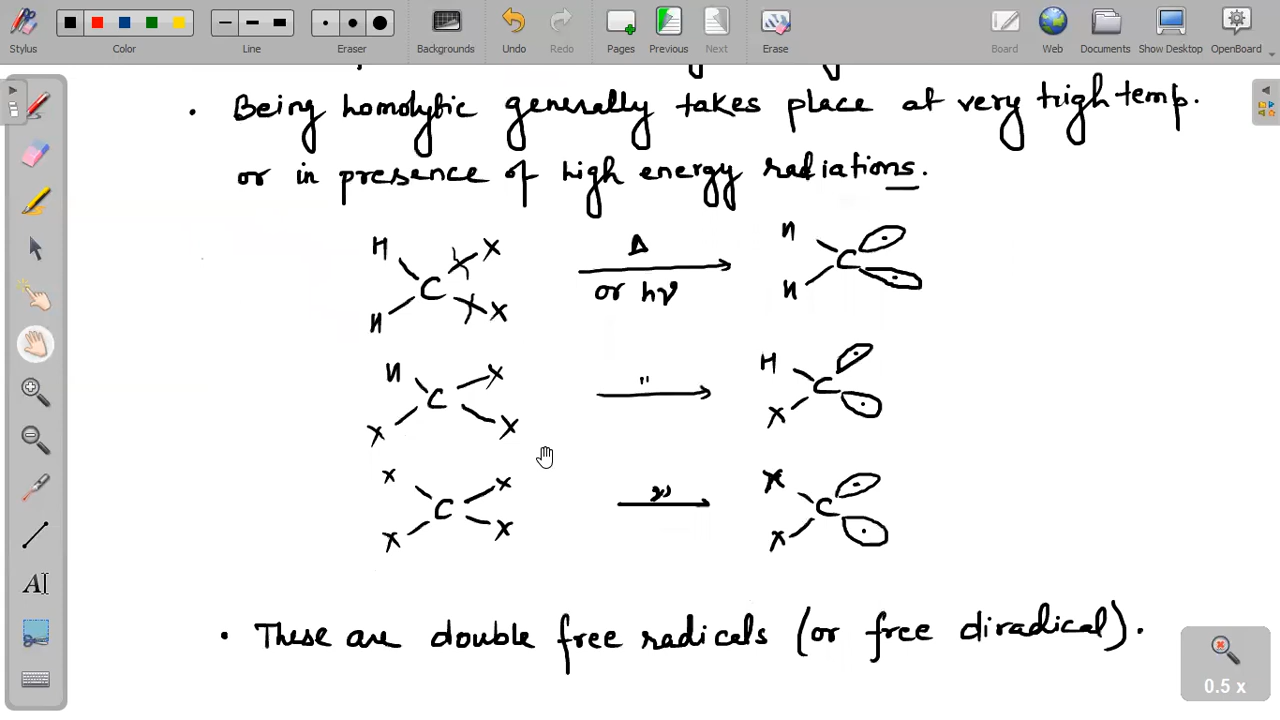 Stylus Color Line Eraser Backgrounds Undo Redo Pages Previous Next Erase Board Web Documents Show Desktop OpenBoard
• Being homolytic generally takes place at very high temp.
or in presence of high energy radiations.
H X Δ H
C C
H X or hν H
H X " H
C C
X X X
X X " X
C C
X X X
• These are double free radicals (or free diradical).
AI
0.5 x